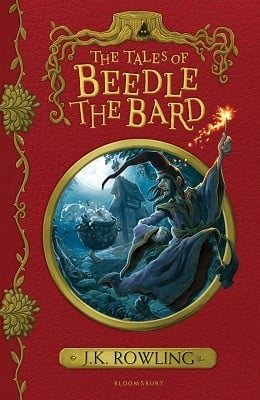 THE TALES OF
BEEDLE
THE BARD
J.K. ROWLING
BLOOMSBURY